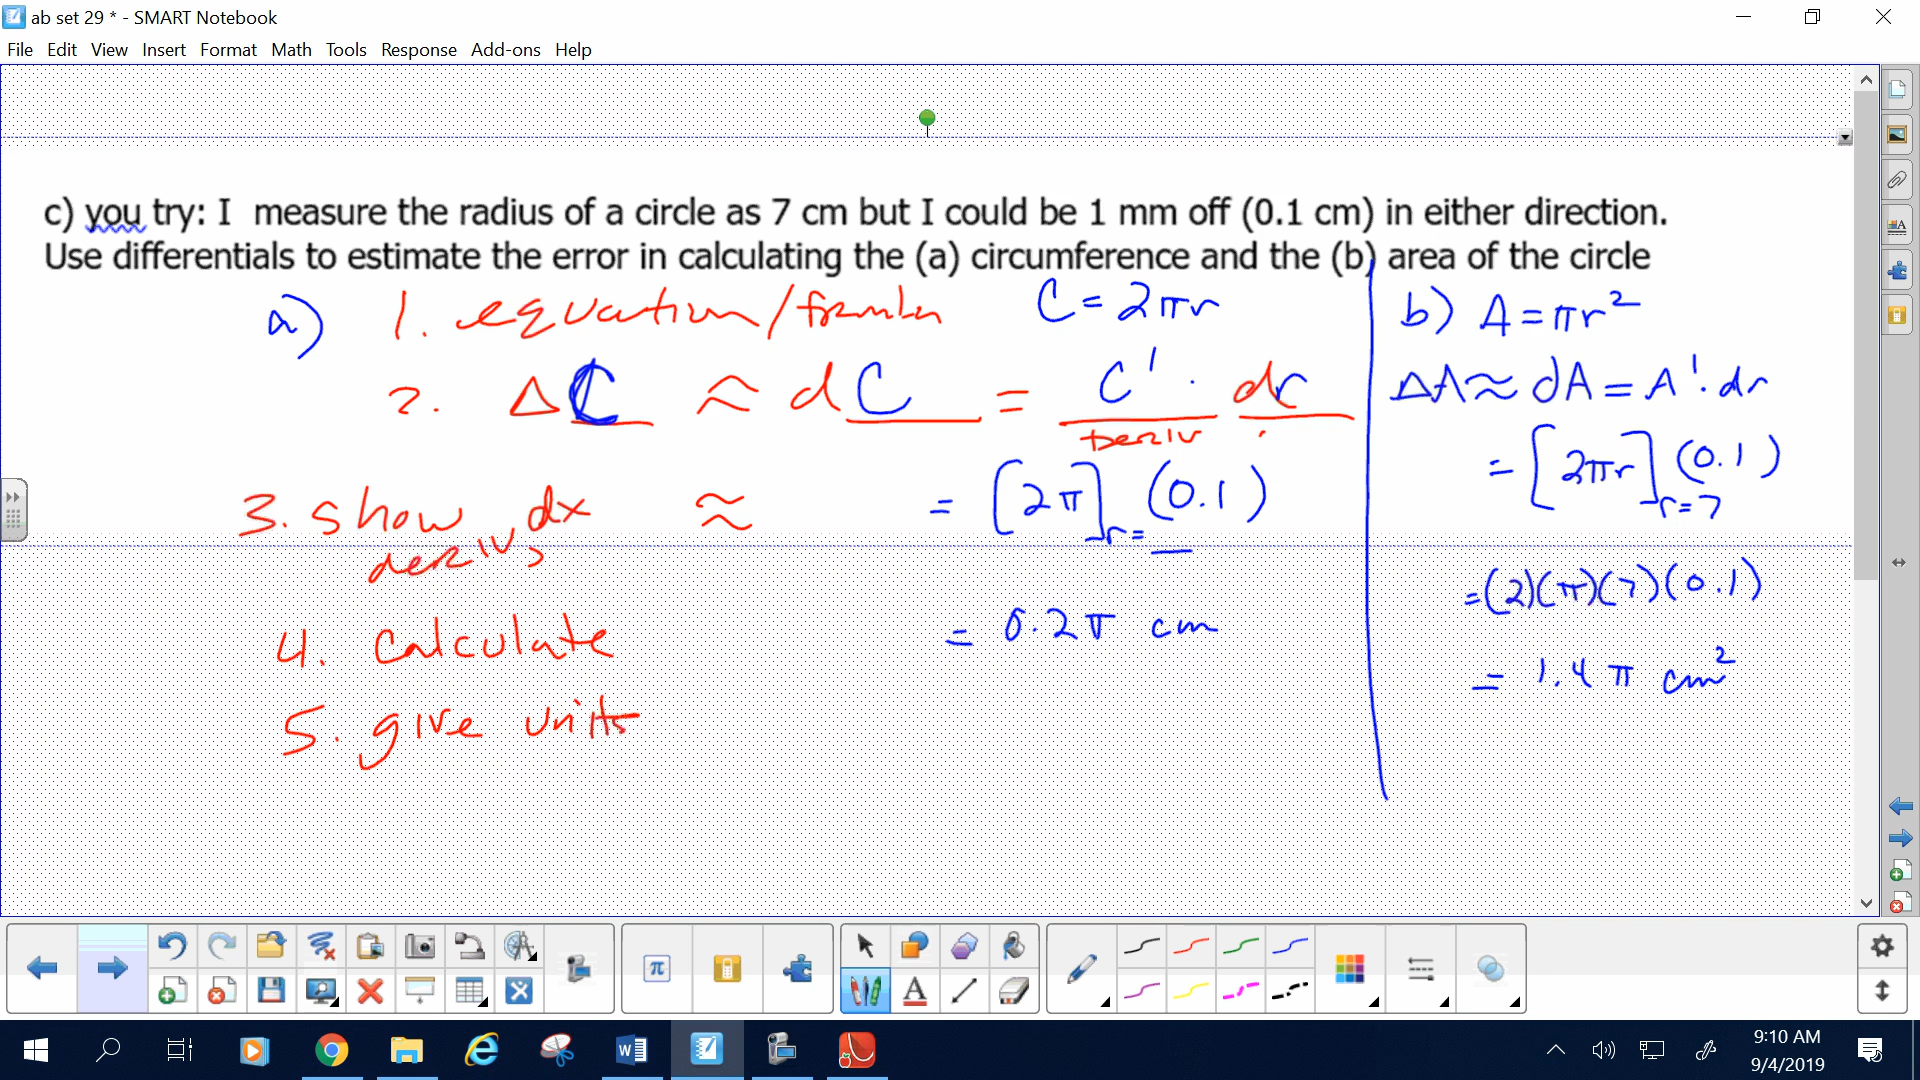 ab set 29 * - SMART Notebook
File Edit View Insert Format Math Tools Response Add-ons Help
c) you try: I measure the radius of a circle as 7 cm but I could be 1 mm off (0.1 cm) in either direction.
Use differentials to estimate the error in calculating the (a) circumference and the (b) area of the circle
a) 1. equation/formula C = 2πr
2. ΔC ≈ dC = C' · dr
deriv
3. show dx ≈ = [2π]r= (0.1)
deriv,
= 0.2π cm
4. calculate
5. give units
b) A = πr²
ΔA ≈ dA = A' · dr
= [2πr]r=7 (0.1)
= (2)(π)(7)(0.1)
= 1.4 π cm²
π
A
9:10 AM
9/4/2019